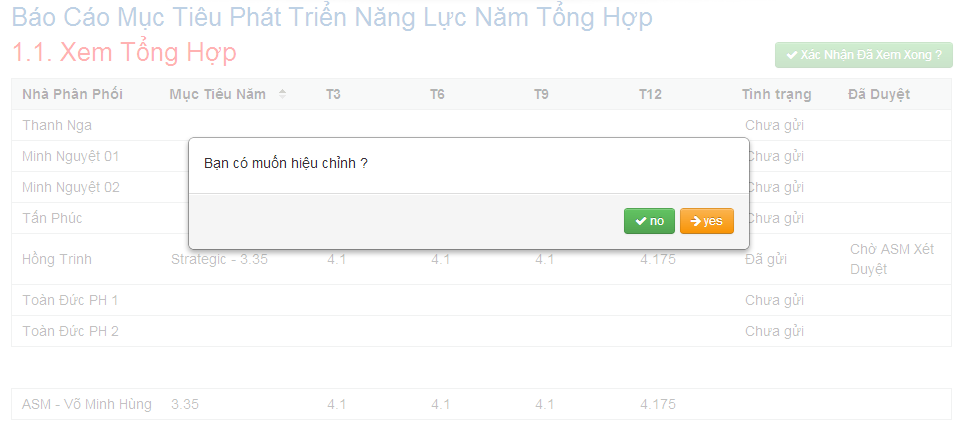 Báo Cáo Mục Tiêu Phát Triển Năng Lực Năm Tổng Hợp
1.1. Xem Tổng Hợp
Xác Nhận Đã Xem Xong ?
Nhà Phân Phối Mục Tiêu Năm T3 T6 T9 T12 Tình trạng Đã Duyệt
Thanh Nga Chưa gửi
Minh Nguyệt 01 Chưa gửi
Minh Nguyệt 02 Chưa gửi
Tấn Phúc Chưa gửi
Bạn có muốn hiệu chỉnh ?
no yes
Hồng Trinh Strategic - 3.35 4.1 4.1 4.1 4.175 Đã gửi Chờ ASM Xét
Duyệt
Toàn Đức PH 1 Chưa gửi
Toàn Đức PH 2 Chưa gửi
ASM - Võ Minh Hùng 3.35 4.1 4.1 4.1 4.175